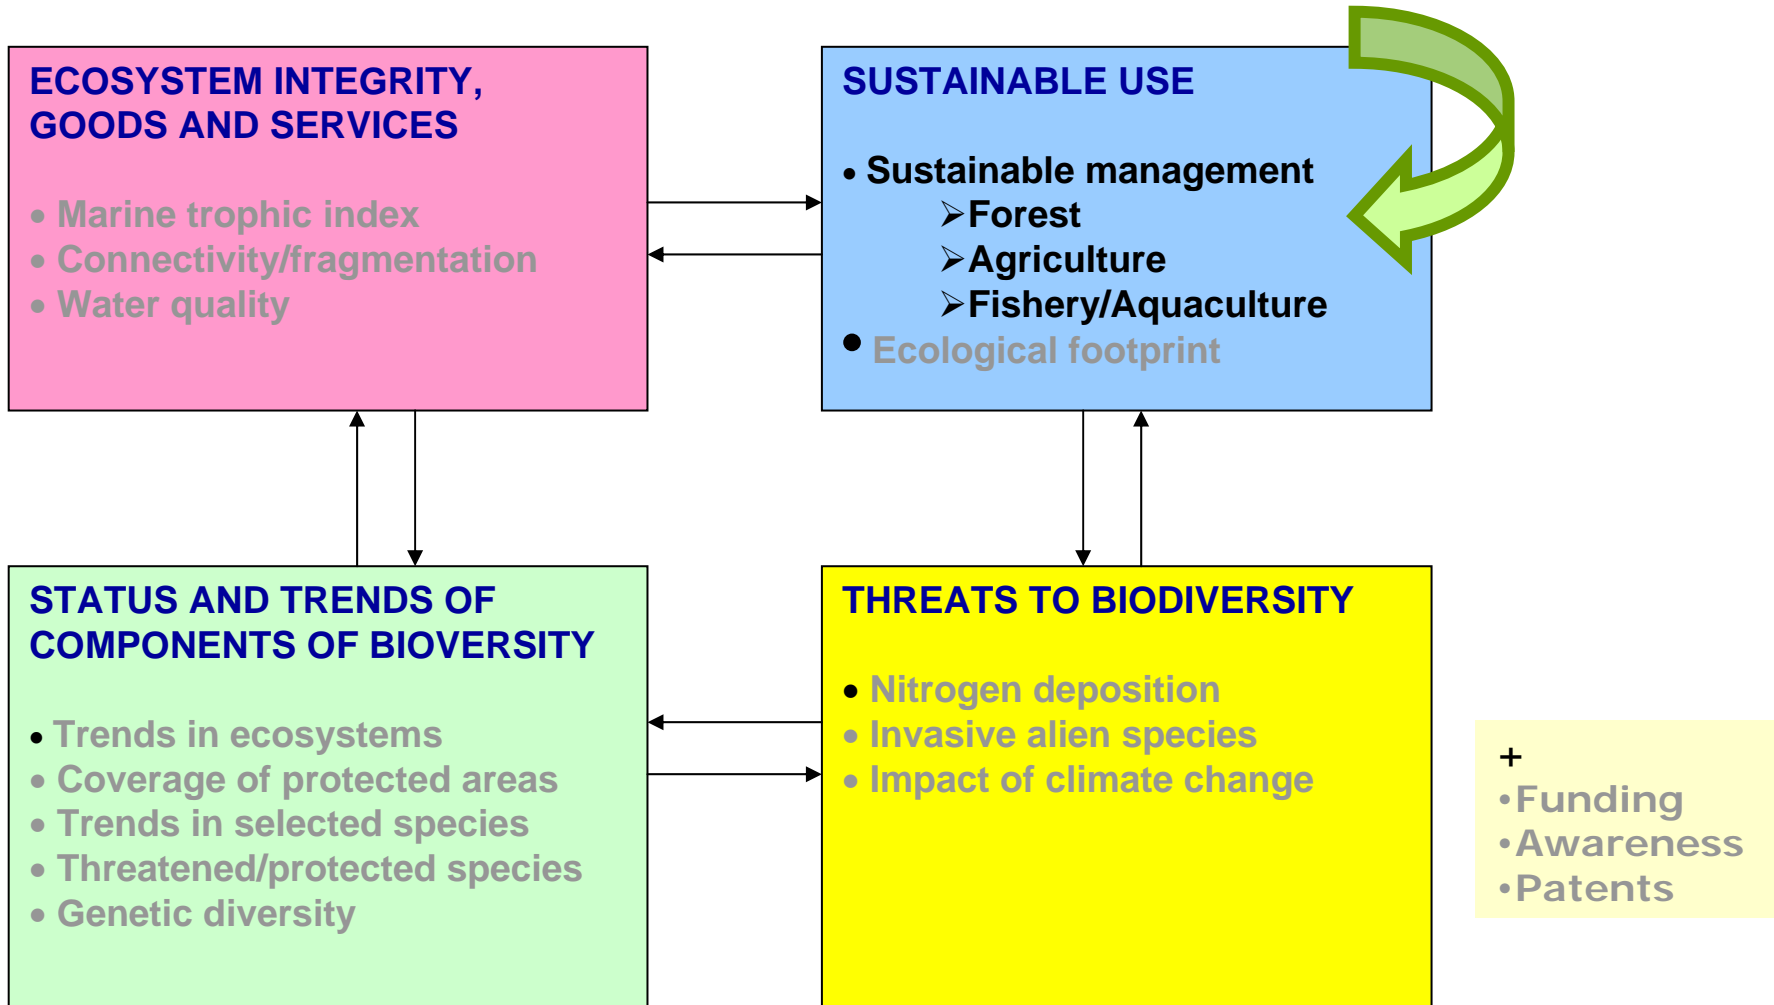 ECOSYSTEM INTEGRITY,
GOODS AND SERVICES
• Marine trophic index
• Connectivity/fragmentation
• Water quality
SUSTAINABLE USE
• Sustainable management
➢Forest
➢Agriculture
➢Fishery/Aquaculture
• Ecological footprint
STATUS AND TRENDS OF
COMPONENTS OF BIOVERSITY
• Trends in ecosystems
• Coverage of protected areas
• Trends in selected species
• Threatened/protected species
• Genetic diversity
THREATS TO BIODIVERSITY
• Nitrogen deposition
• Invasive alien species
• Impact of climate change
+
•Funding
•Awareness
•Patents